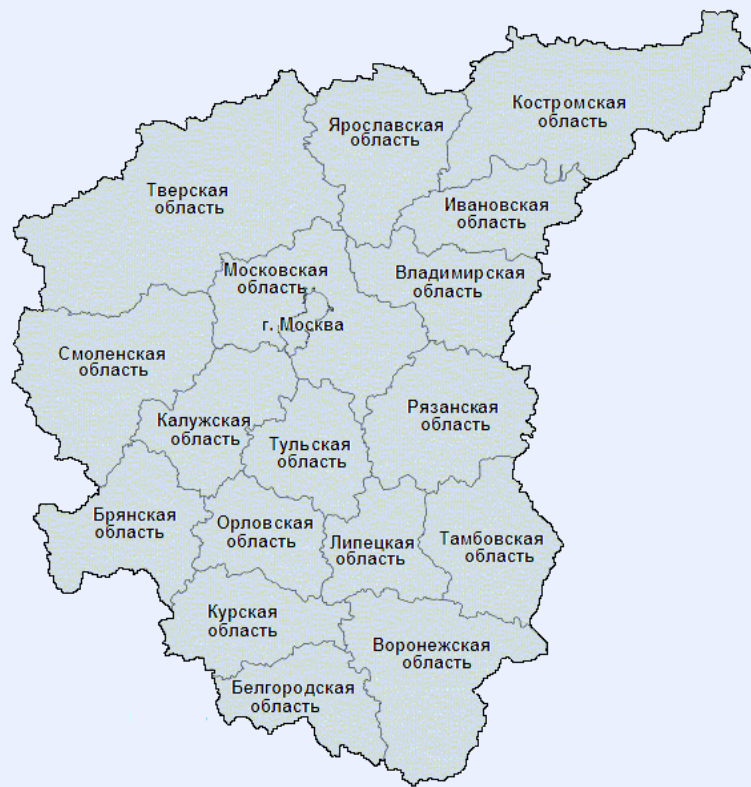 Костромская
область
Ярославская
область
Тверская
область
Ивановская
область
Московская
область
Владимирская
область
г. Москва
Смоленская
область
Калужская
область
Рязанская
область
Тульская
область
Брянская
область
Орловская
область
Липецкая
область
Тамбовская
область
Курская
область
Воронежская
область
Белгородская
область